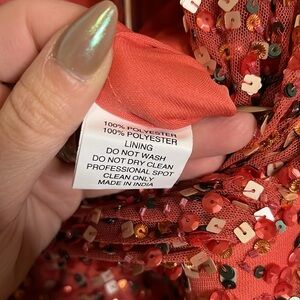 100% POLYESTER
100% POLYESTER
LINING
DO NOT WASH
DO NOT DRY CLEAN
PROFESSIONAL SPOT
CLEAN ONLY
MADE IN INDIA